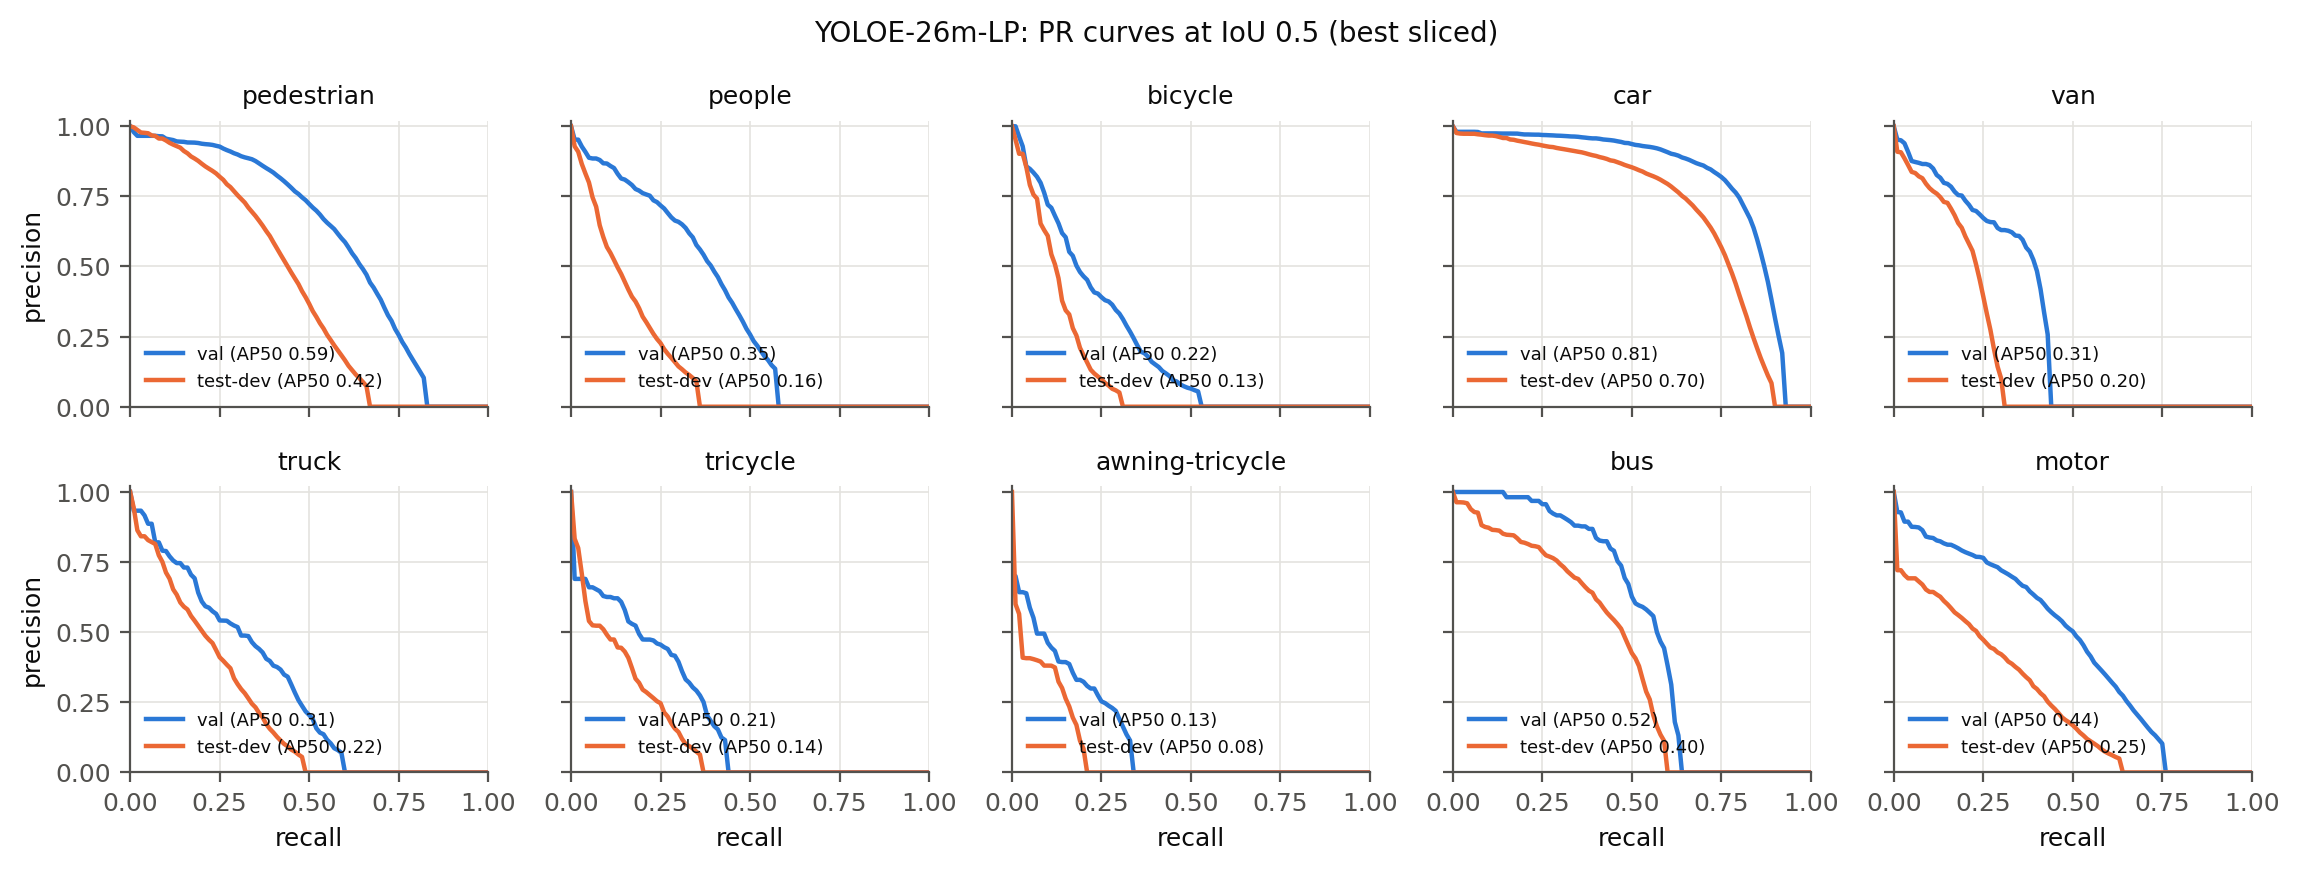 YOLOE-26m-LP: PR curves at IoU 0.5 (best sliced)
pedestrian
people
bicycle
car
van
1.00
0.75
0.50
0.25
0.00
precision
val (AP50 0.59)
test-dev (AP50 0.42)
val (AP50 0.35)
test-dev (AP50 0.16)
val (AP50 0.22)
test-dev (AP50 0.13)
val (AP50 0.81)
test-dev (AP50 0.70)
val (AP50 0.31)
test-dev (AP50 0.20)
truck
tricycle
awning-tricycle
bus
motor
1.00
0.75
0.50
0.25
0.00
precision
val (AP50 0.31)
test-dev (AP50 0.22)
val (AP50 0.21)
test-dev (AP50 0.14)
val (AP50 0.13)
test-dev (AP50 0.08)
val (AP50 0.52)
test-dev (AP50 0.40)
val (AP50 0.44)
test-dev (AP50 0.25)
0.00 0.25 0.50 0.75 1.00
0.00 0.25 0.50 0.75 1.00
0.00 0.25 0.50 0.75 1.00
0.00 0.25 0.50 0.75 1.00
0.00 0.25 0.50 0.75 1.00
recall
recall
recall
recall
recall